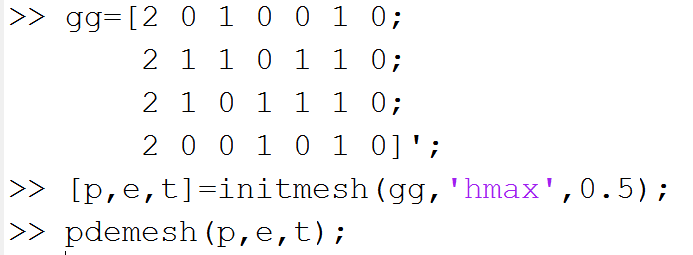 >> gg=[2 0 1 0 0 1 0;
2 1 1 0 1 1 0;
2 1 0 1 1 1 0;
2 0 0 1 0 1 0]';
>> [p,e,t]=initmesh(gg,'hmax',0.5);
>> pdemesh(p,e,t);